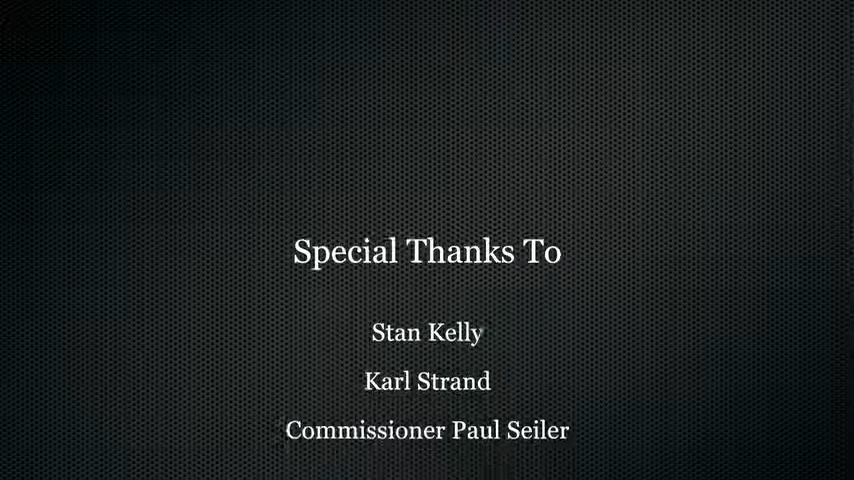 Special Thanks To
Stan Kelly
Karl Strand
Commissioner Paul Seiler